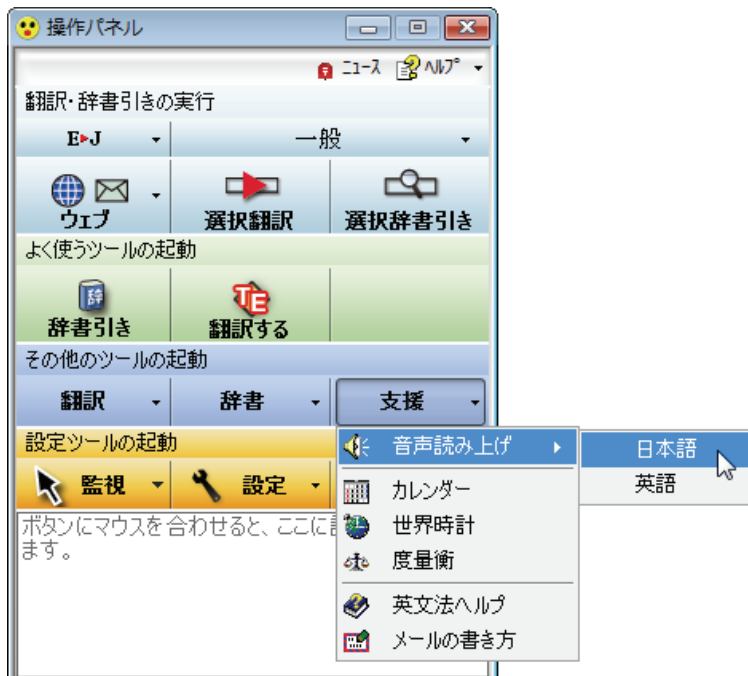 操作パネル
ニュース ヘルプ
翻訳・辞書引きの実行
E▸J 一般
ウェブ 選択翻訳 選択辞書引き
よく使うツールの起動
辞
TE
辞書引き 翻訳する
その他のツールの起動
翻訳 辞書 支援
設定ツールの起動
監視 設定
音声読み上げ
日本語
英語
カレンダー
世界時計
度量衡
英文法ヘルプ
メールの書き方
ボタンにマウスを合わせると、ここに
ます。